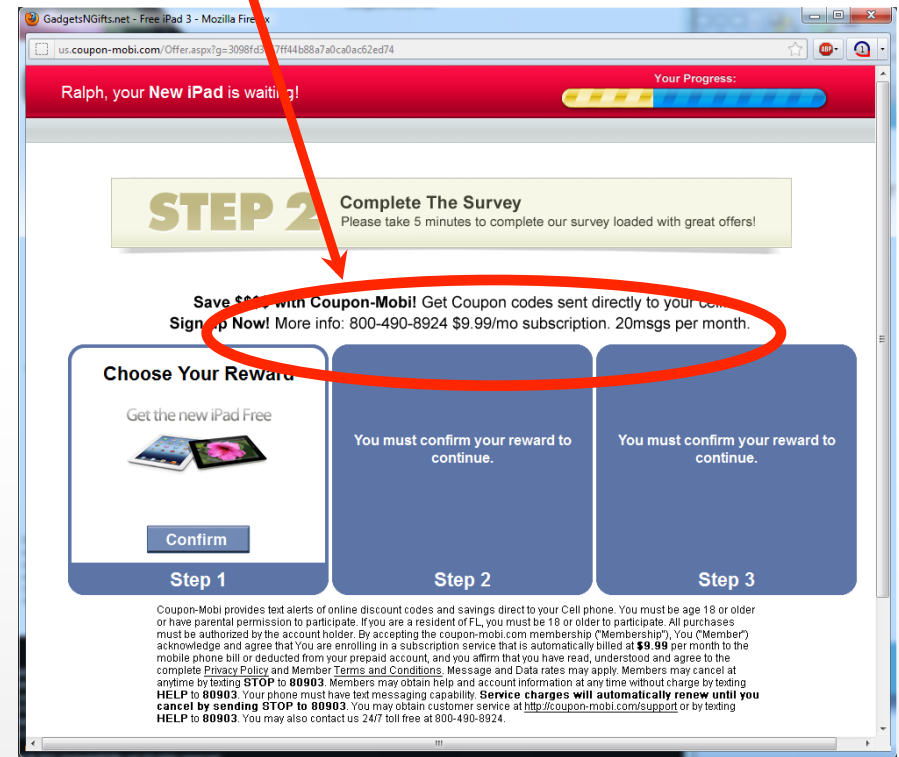 GadgetsNGifts.net - Free iPad 3 - Mozilla Firefox
us.coupon-mobi.com/Offer.aspx?g=3098fd3 7ff44b88a7a0ca0ac62ed74
ABP
1
Ralph, your New iPad is waiting!
Your Progress:
STEP 2
Complete The Survey
Please take 5 minutes to complete our survey loaded with great offers!
Save $$$$ with Coupon-Mobi! Get Coupon codes sent directly to your cell
Sign up Now! More info: 800-490-8924 $9.99/mo subscription. 20msgs per month.
Choose Your Reward
Get the new iPad Free
Confirm
Step 1
You must confirm your reward to
continue.
Step 2
You must confirm your reward to
continue.
Step 3
Coupon-Mobi provides text alerts of online discount codes and savings direct to your Cell phone. You must be age 18 or older
or have parental permission to participate. If you are a resident of FL, you must be 18 or older to participate. All purchases
must be authorized by the account holder. By accepting the coupon-mobi.com membership ("Membership"), You ("Member")
acknowledge and agree that You are enrolling in a subscription service that is automatically billed at $9.99 per month to the
mobile phone bill or deducted from your prepaid account, and you affirm that you have read, understood and agree to the
complete Privacy Policy and Member Terms and Conditions. Message and Data rates may apply. Members may cancel at
anytime by texting STOP to 80903. Members may obtain help and account information at any time without charge by texting
HELP to 80903. Your phone must have text messaging capability. Service charges will automatically renew until you
cancel by sending STOP to 80903. You may obtain customer service at http://coupon-mobi.com/support or by texting
HELP to 80903. You may also contact us 24/7 toll free at 800-490-8924.